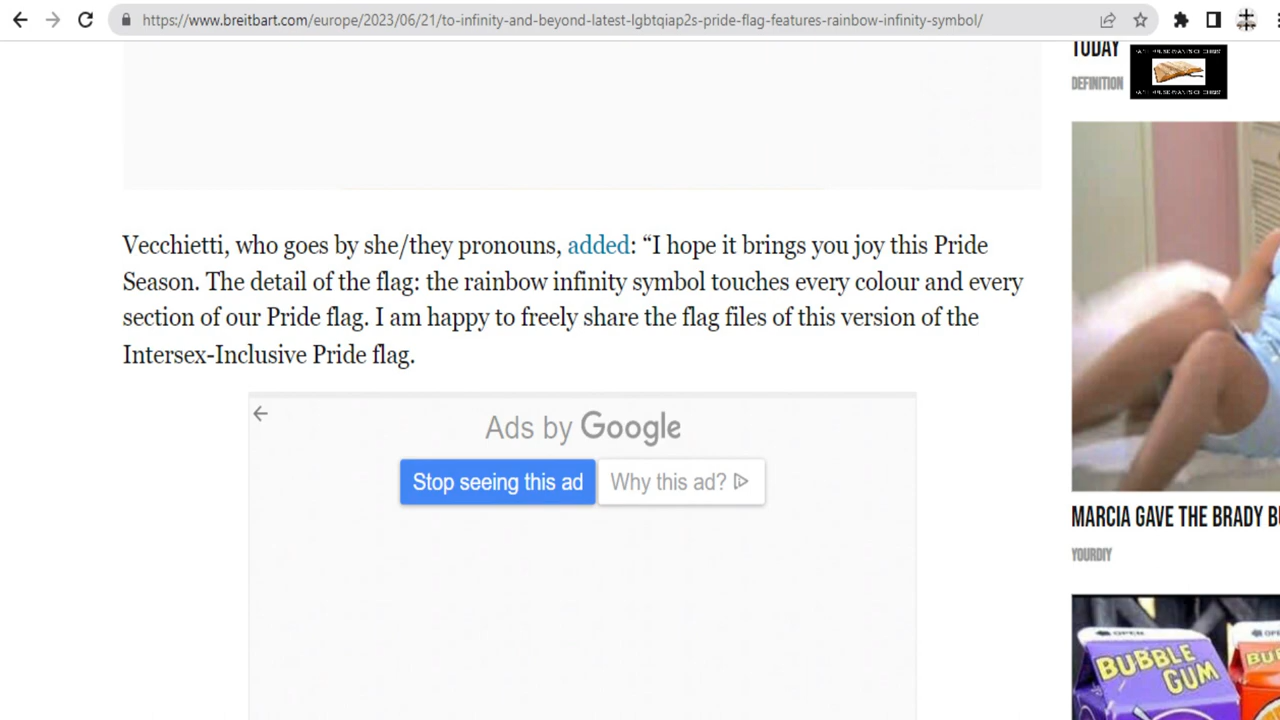 https://www.breitbart.com/europe/2023/06/21/to-infinity-and-beyond-latest-lgbtqiap2s-pride-flag-features-rainbow-infinity-symbol/
TODAY
DEFINITION
Vecchietti, who goes by she/they pronouns, added: “I hope it brings you joy this Pride
Season. The detail of the flag: the rainbow infinity symbol touches every colour and every
section of our Pride flag. I am happy to freely share the flag files of this version of the
Intersex-Inclusive Pride flag.
Ads by Google
Stop seeing this ad
Why this ad?
MARCIA GAVE THE BRADY B
YOURDIY
OPEN
BUBBLE
GUM
BU